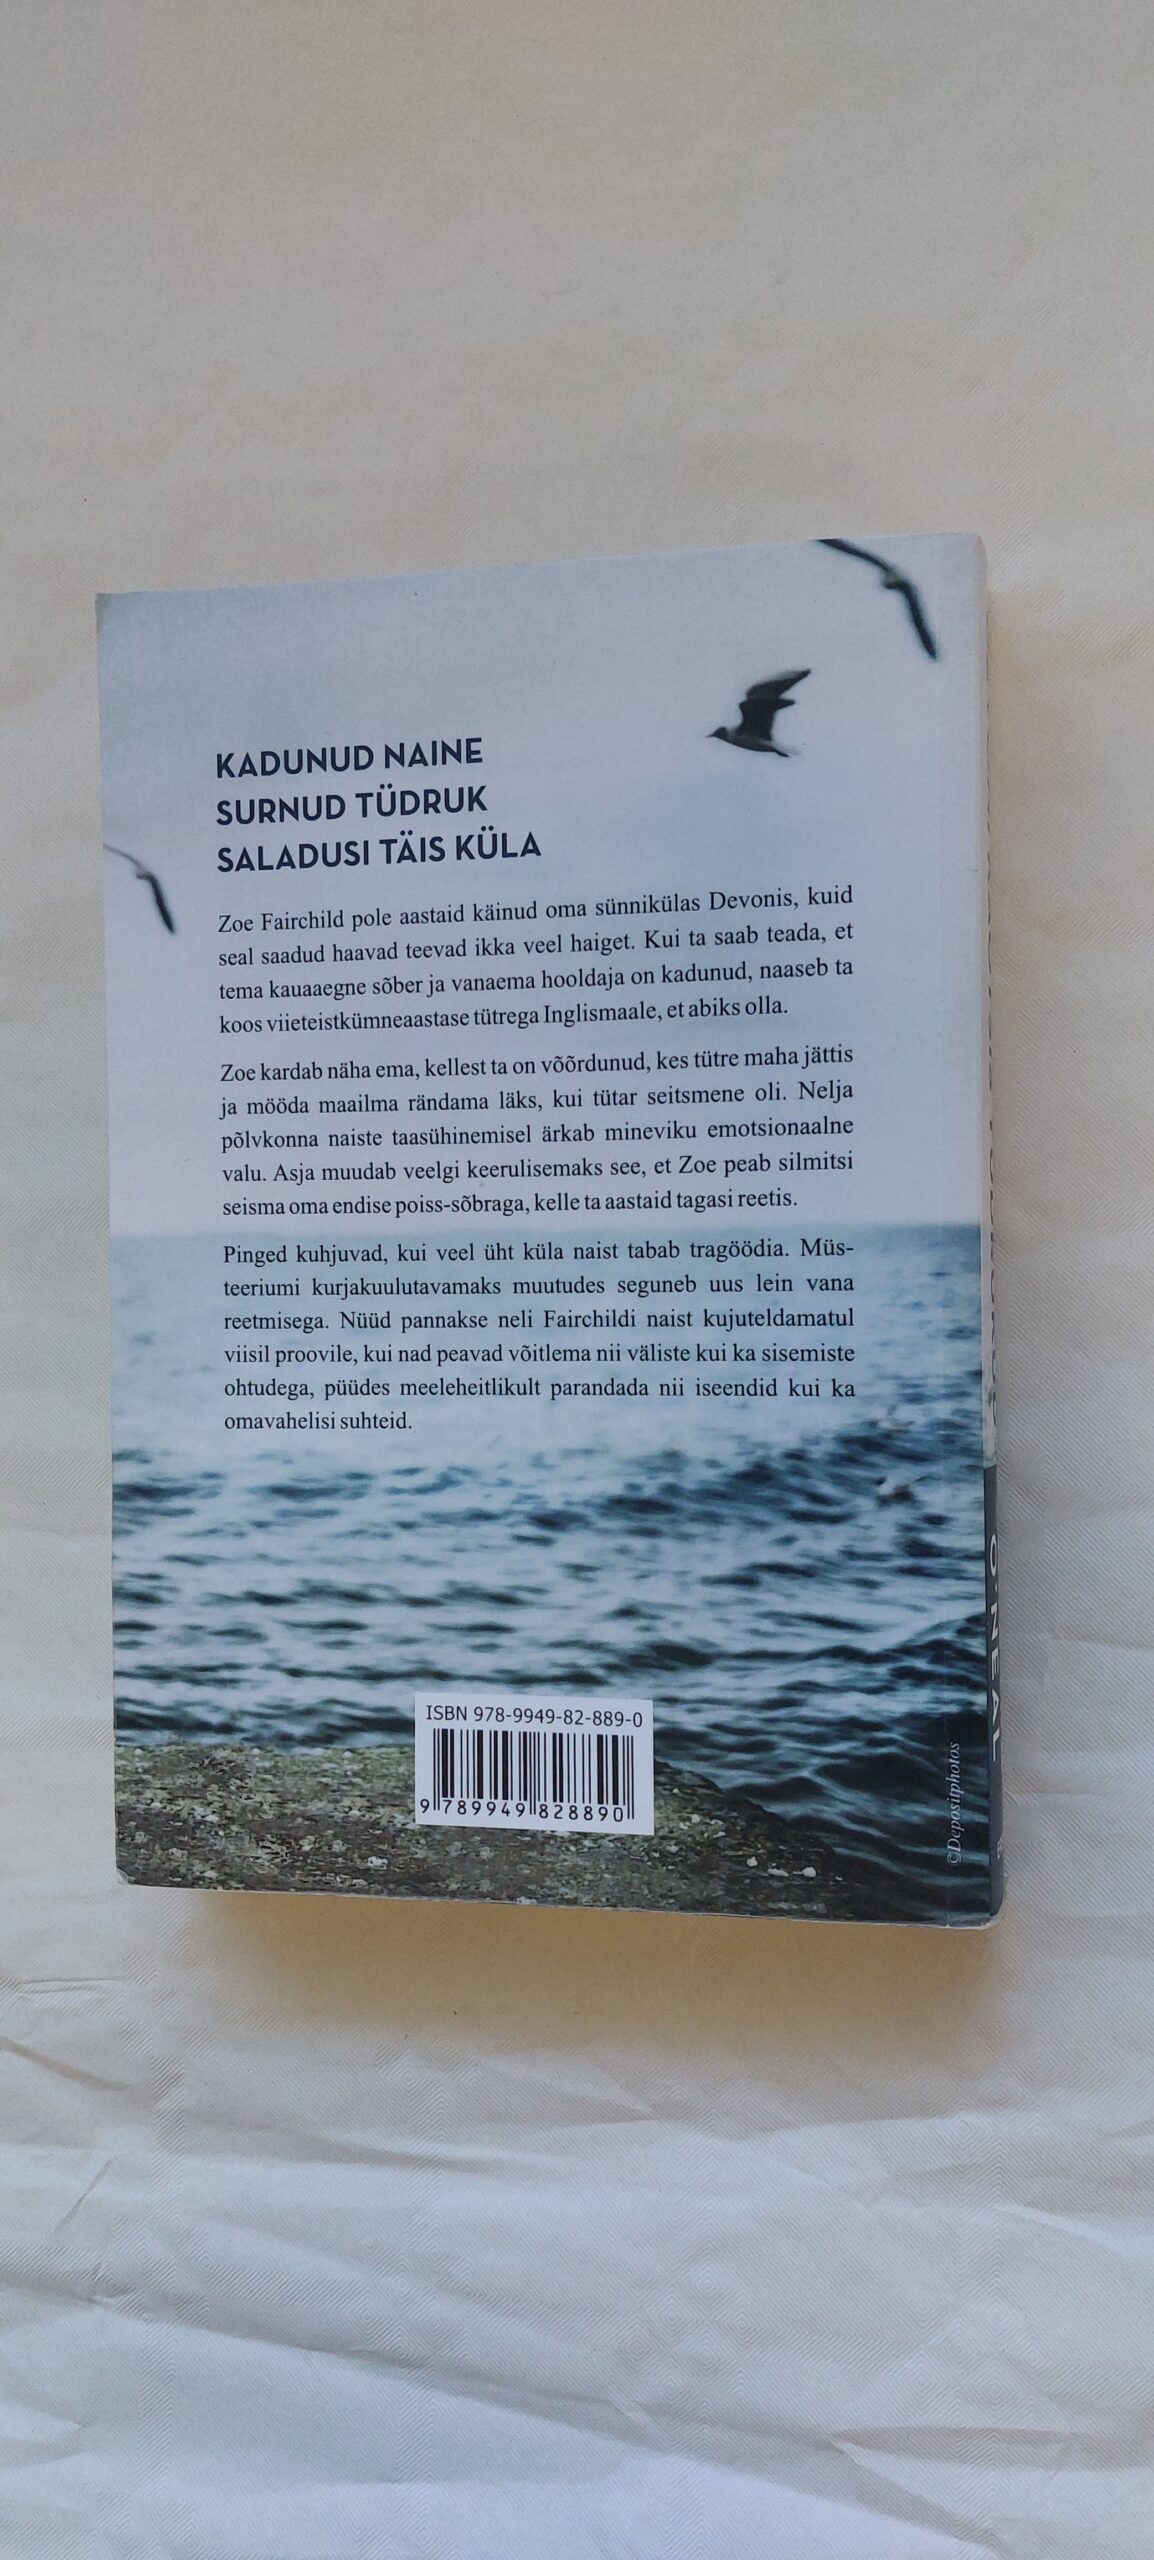 KADUNUD NAINE
SURNUD TÜDRUK
SALADUSI TÄIS KÜLA
Zoe Fairchild pole aastaid käinud oma sünnikülas Devonis, kuid
seal saadud haavad teevad ikka veel haiget. Kui ta saab teada, et
tema kauaaegne sõber ja vanaema hooldaja on kadunud, naaseb ta
koos viieteistkümneaastase tütrega Inglismaale, et abiks olla.
Zoe kardab näha ema, kellest ta on võõrdunud, kes tütre maha jättis
ja mööda maailma rändama läks, kui tütar seitsmene oli. Nelja
põlvkonna naiste taasühinemisel ärkab mineviku emotsionaalne
valu. Asja muudab veelgi keerulisemaks see, et Zoe peab silmitsi
seisma oma endise poiss-sõbraga, kelle ta aastaid tagasi reetis.
Pinged kuhjuvad, kui veel üht küla naist tabab tragöödia. Müs-
teeriumi kurjakuulutavamaks muutudes seguneb uus lein vana
reetmisega. Nüüd pannakse neli Fairchildi naist kujuteldamatul
viisil proovile, kui nad peavad võitlema nii väliste kui ka sisemiste
ohtudega, püüdes meeleheitlikult parandada nii iseendid kui ka
omavahelisi suhteid.
ISBN 978-9949-82-889-0
9 789949 828890
©Depositphotos
O'NEAL